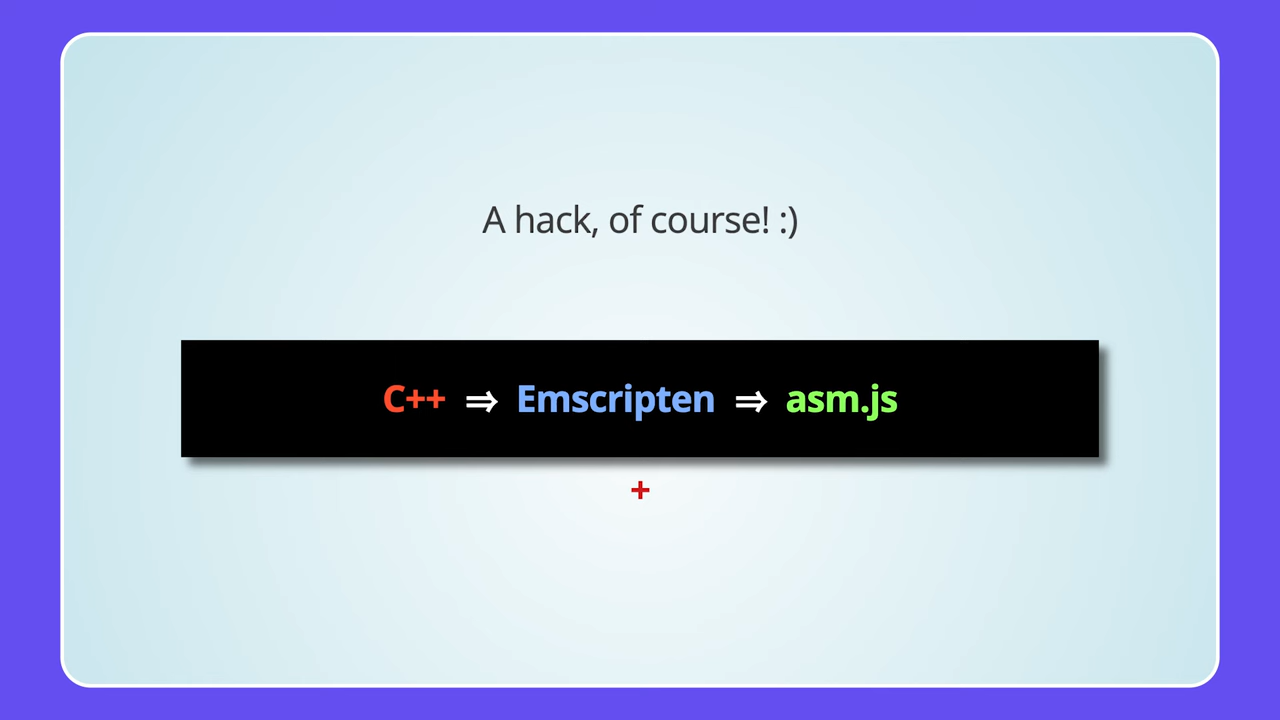 A hack, of course! :)
C++ ⇒ Emscripten ⇒ asm.js
+